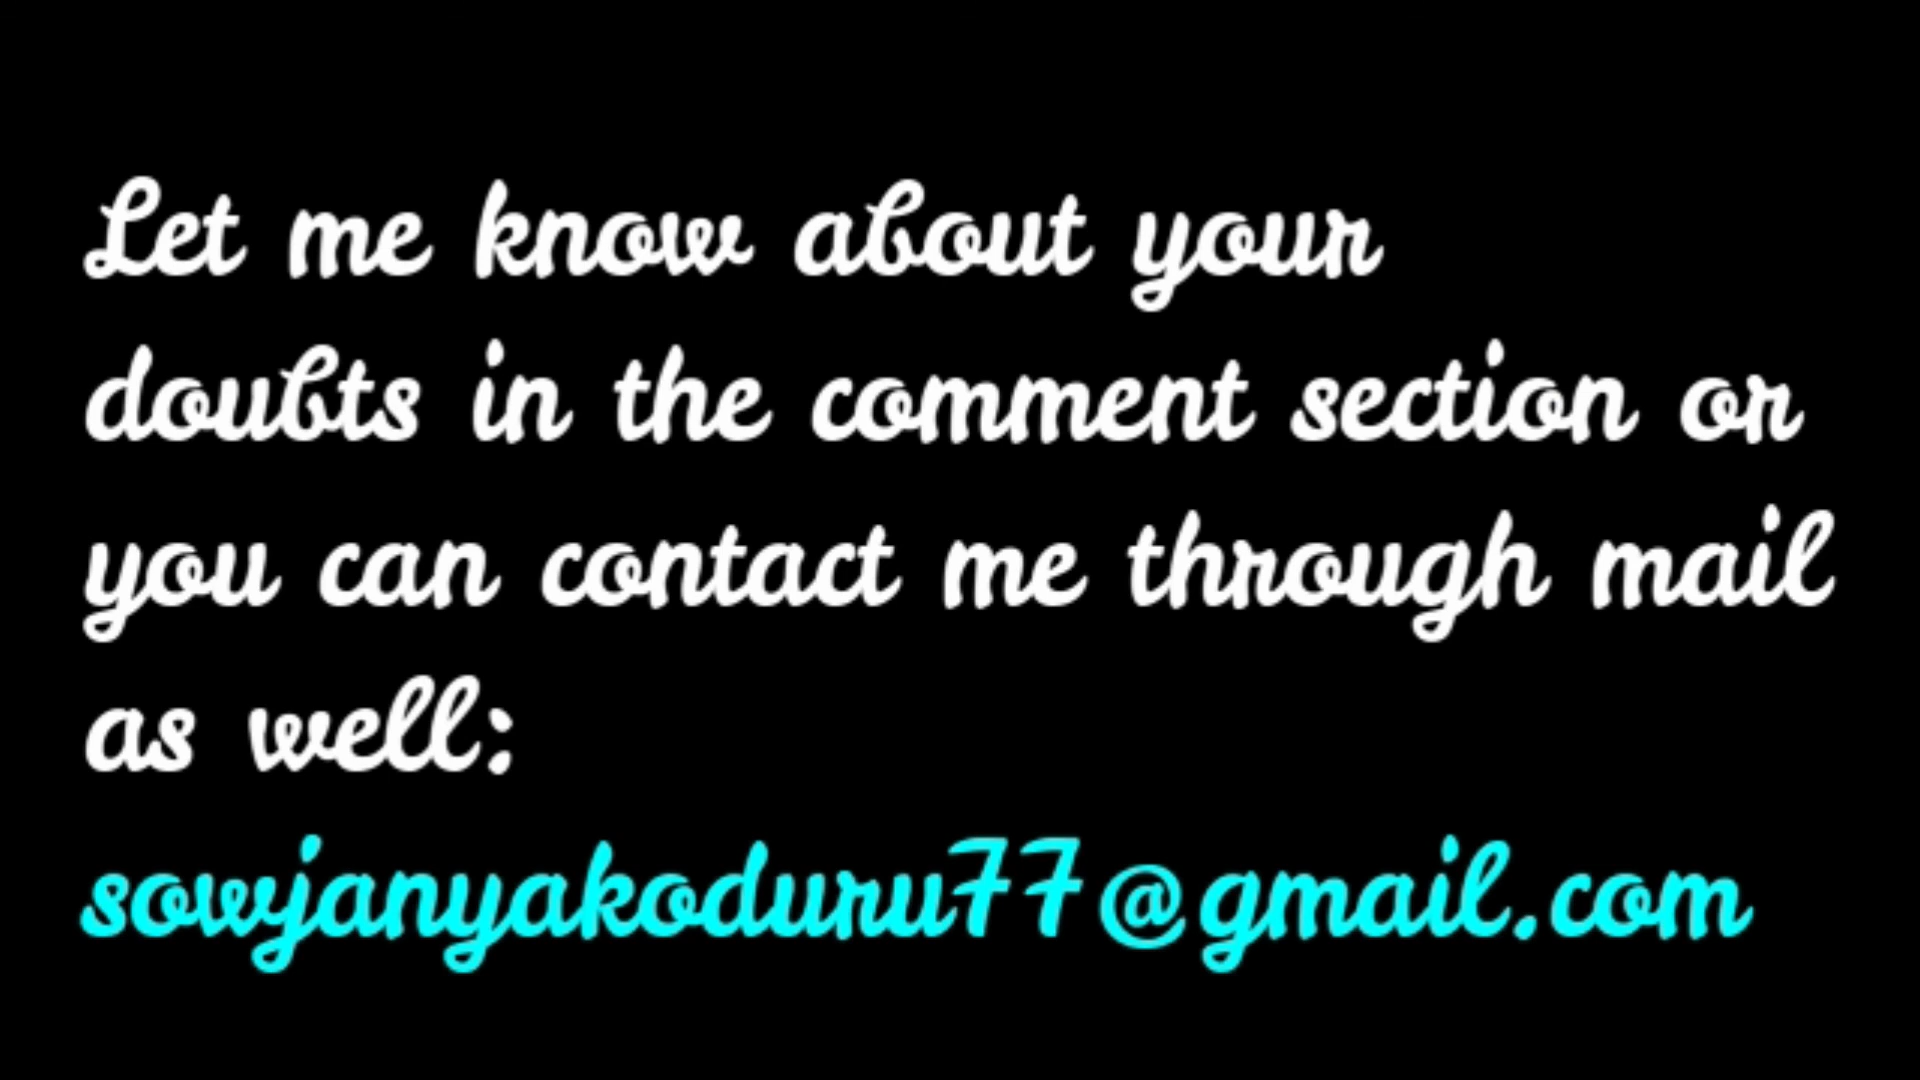 Let me know about your
doubts in the comment section or
you can contact me through mail
as well:
sowjanyakoduru77@gmail.com